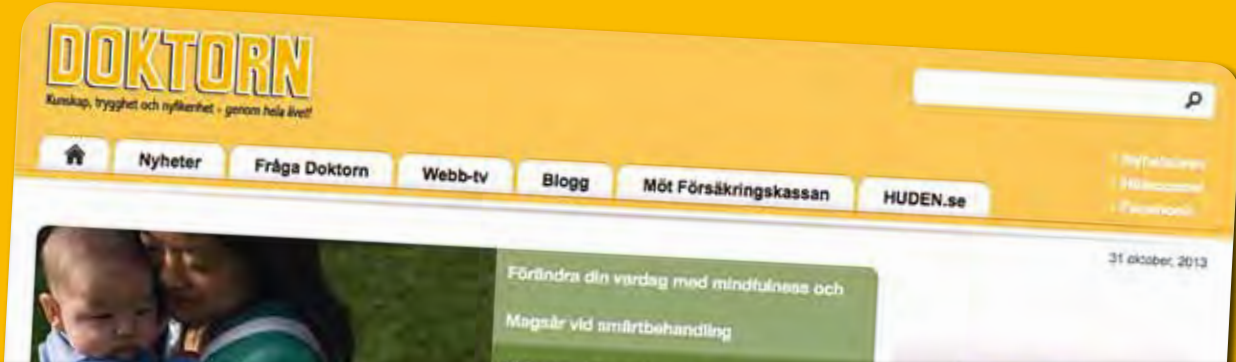 DOKTORN
Kunskap, trygghet och nyfikenhet - genom hela livet!
Nyheter
Fråga Doktorn
Webb-tv
Blogg
Möt Försäkringskassan
HUDEN.se
Facebook
31 oktober, 2013
Förändra din vardag med mindfulness och
Magsår vid smärtbehandling